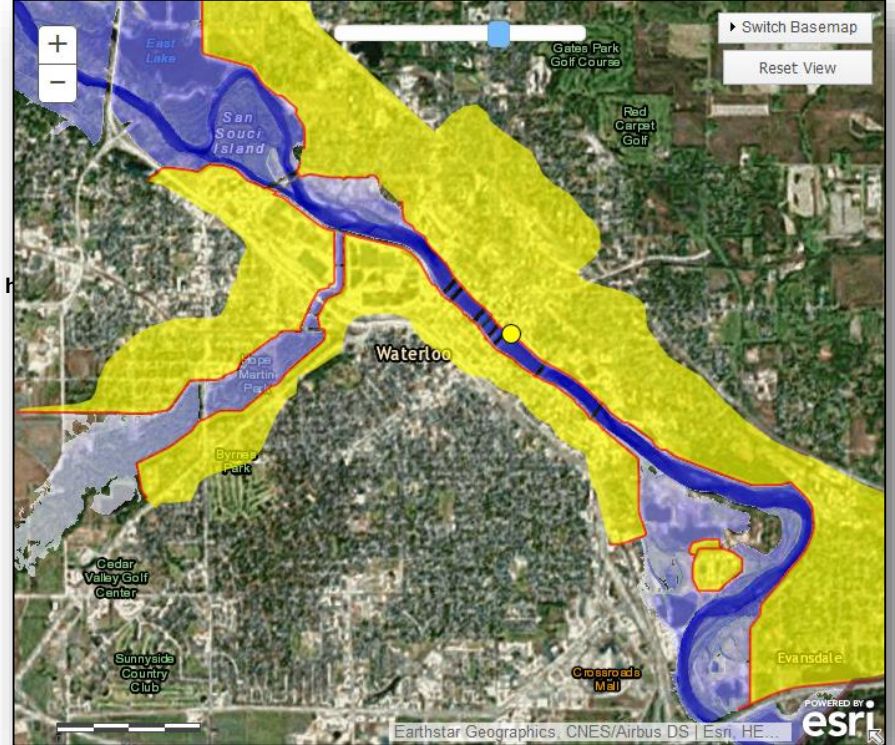 +
−
East
Lake
Gates Park
Golf Course
Switch Basemap
Reset View
San
Souci
Island
Red
Carpet
Golf
h
Waterloo
Hope
Martin
Park
Byrnes
Park
Cedar
Valley Golf
Center
Sunnyside
Country
Club
Crossroads
Mall
Evansdale
Earthstar Geographics, CNES/Airbus DS | Esri, HE...
POWERED BY
esri